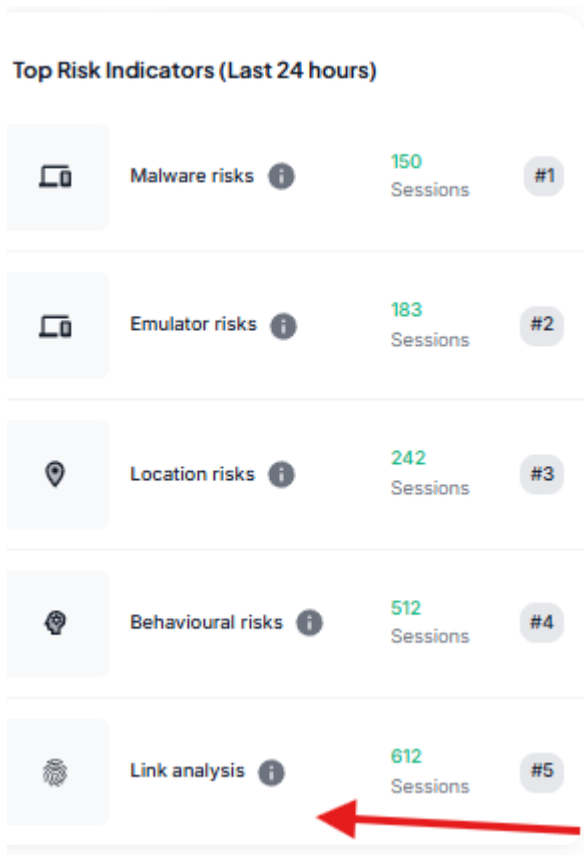 Top Risk Indicators (Last 24 hours)
Malware risks
150
Sessions
#1
Emulator risks
183
Sessions
#2
Location risks
242
Sessions
#3
Behavioural risks
512
Sessions
#4
Link analysis
612
Sessions
#5